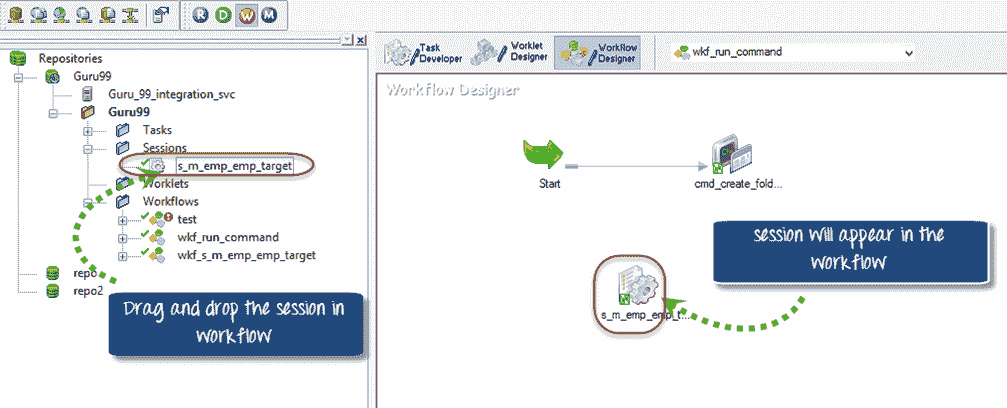 R D W M
Repositories
Guru99
Guru_99_integration_svc
Guru99
Tasks
Sessions
s_m_emp_emp_target
Worklets
Workflows
test
wkf_run_command
wkf_s_m_emp_emp_target
repo
repo2
Drag and drop the session in
workflow
Task
Developer
Worklet
Designer
Workflow
Designer
wkf_run_command
Workflow Designer
Start
cmd_create_fold...
session will appear in the
workflow
s_m_emp_emp_t...